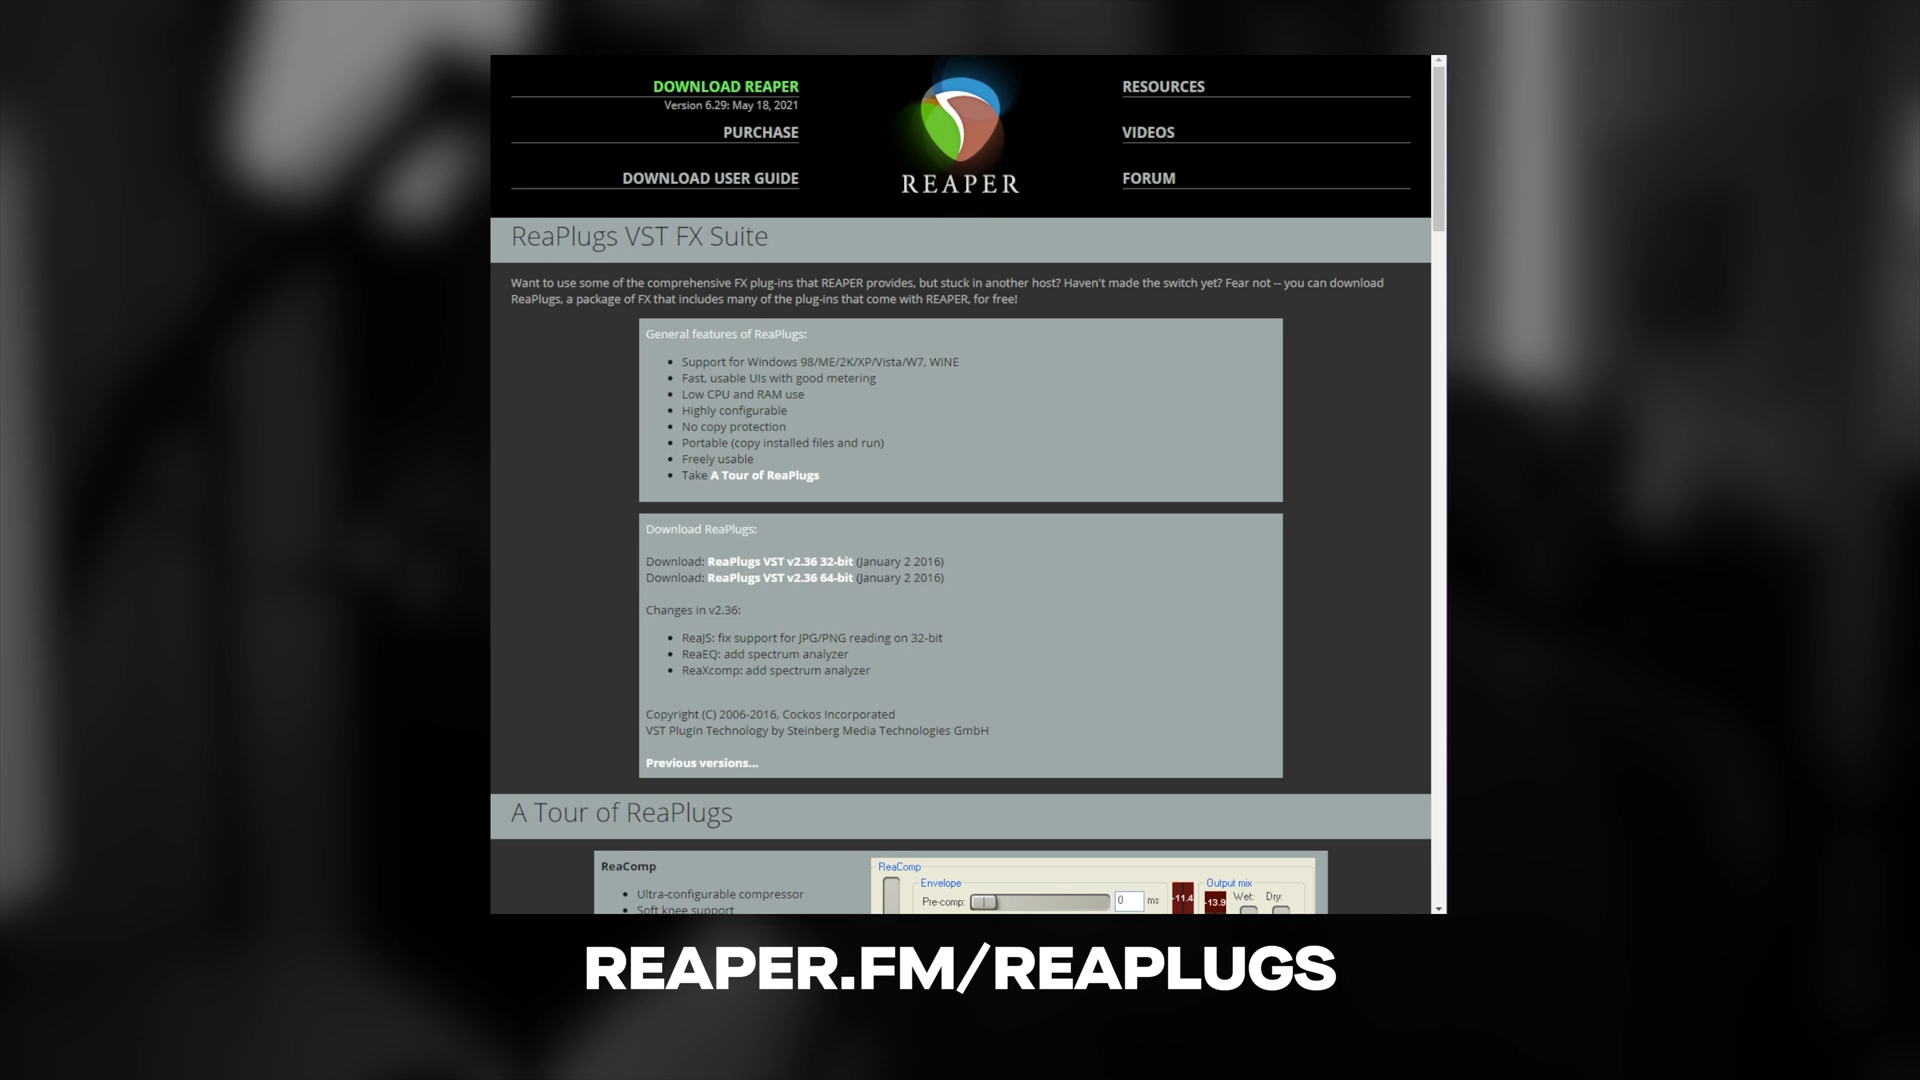 DOWNLOAD REAPER
Version 6.29: May 18, 2021
PURCHASE
DOWNLOAD USER GUIDE
REAPER
RESOURCES
VIDEOS
FORUM
ReaPlugs VST FX Suite
Want to use some of the comprehensive FX plug-ins that REAPER provides, but stuck in another host? Haven't made the switch yet? Fear not -- you can download
ReaPlugs, a package of FX that includes many of the plug-ins that come with REAPER, for free!
General features of ReaPlugs:
Support for Windows 98/ME/2K/XP/Vista/W7, WINE
Fast, usable UIs with good metering
Low CPU and RAM use
Highly configurable
No copy protection
Portable (copy installed files and run)
Freely usable
Take A Tour of ReaPlugs
Download ReaPlugs:
Download: ReaPlugs VST v2.36 32-bit (January 2 2016)
Download: ReaPlugs VST v2.36 64-bit (January 2 2016)
Changes in v2.36:
ReaJS: fix support for JPG/PNG reading on 32-bit
ReaEQ: add spectrum analyzer
ReaXcomp: add spectrum analyzer
Copyright (C) 2006-2016, Cockos Incorporated
VST PlugIn Technology by Steinberg Media Technologies GmbH
Previous versions...
A Tour of ReaPlugs
ReaComp
Ultra-configurable compressor
Soft knee support
ReaComp
Envelope
Pre-comp: 0 ms
-11.4
-13.9
Output mix
Wet: Dry:
REAPER.FM/REAPLUGS